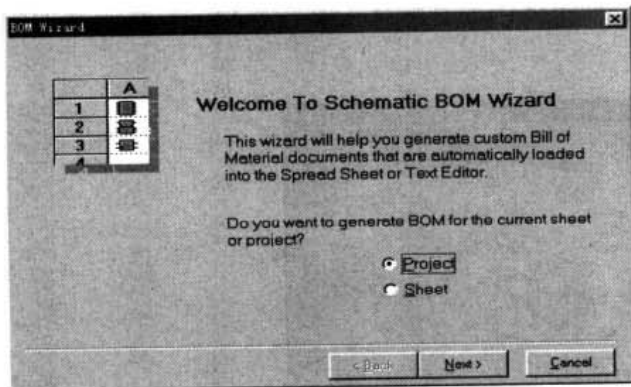 BOM Wizard
A
1
2
3
4
Welcome To Schematic BOM Wizard
This wizard will help you generate custom Bill of
Material documents that are automatically loaded
into the Spread Sheet or Text Editor.
Do you want to generate BOM for the current sheet
or project?
Project
Sheet
< Back
Next >
Cancel